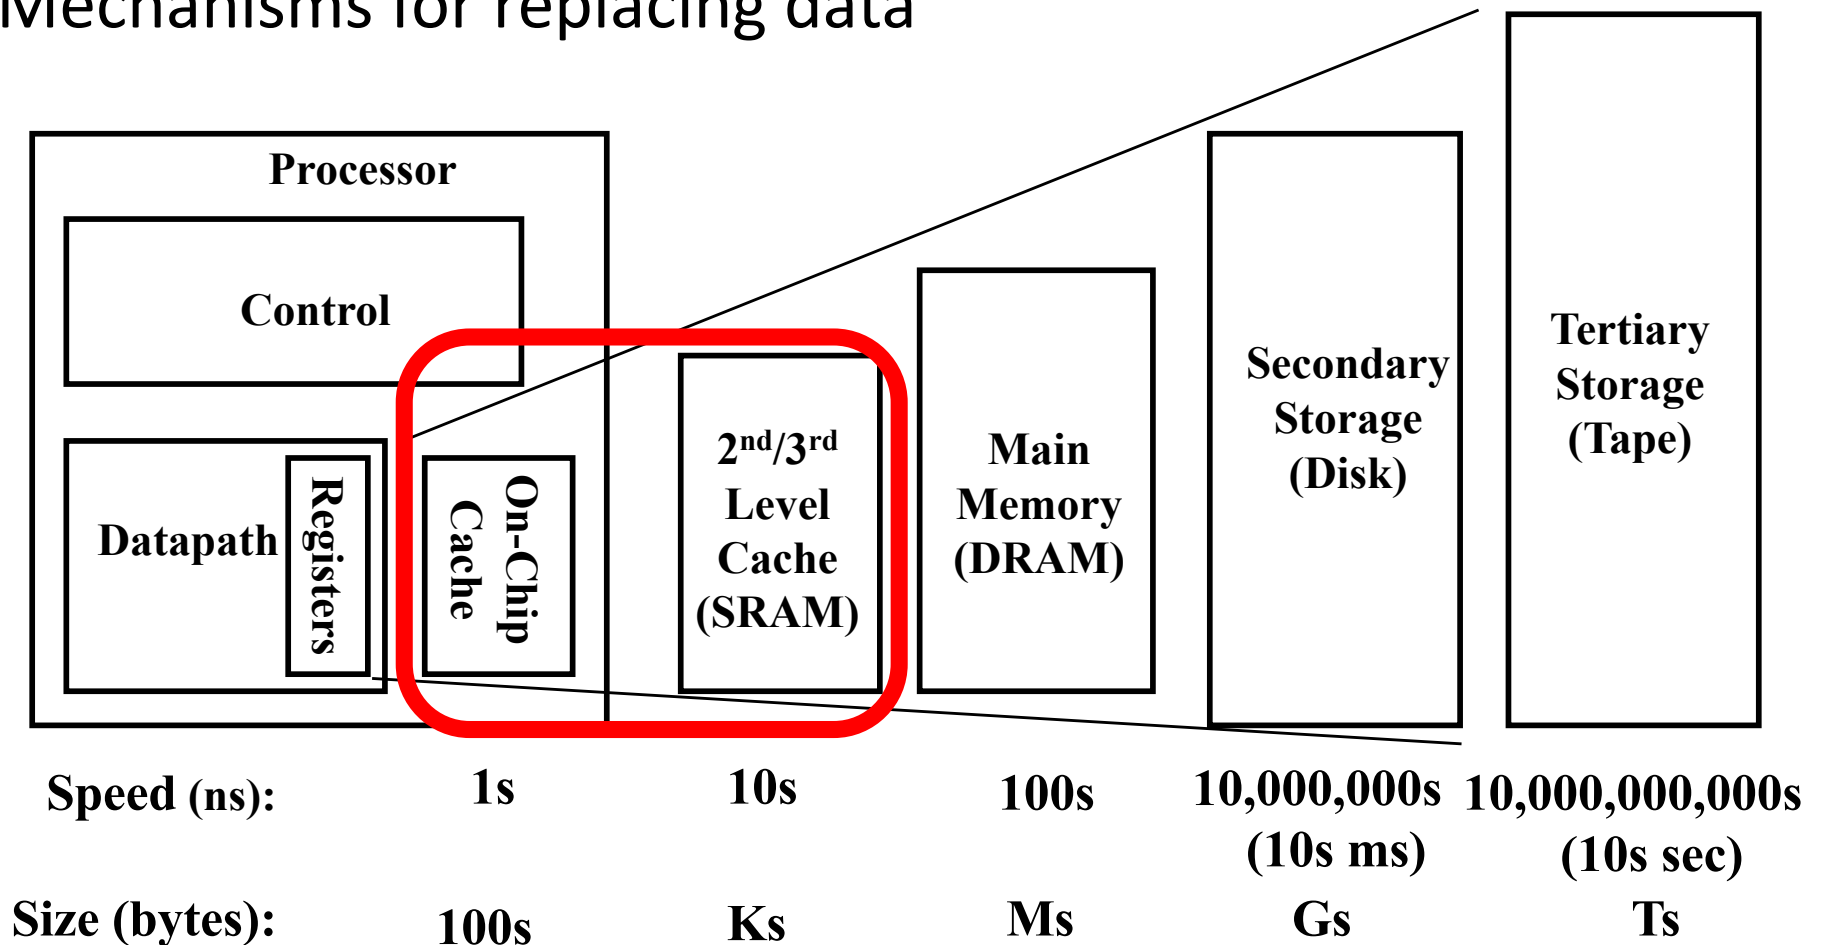 Mechanisms for replacing data
Processor
Control
Datapath
Registers
On-Chip
Cache
2nd/3rd
Level
Cache
(SRAM)
Main
Memory
(DRAM)
Secondary
Storage
(Disk)
Tertiary
Storage
(Tape)
Speed (ns): 1s 10s 100s 10,000,000s 10,000,000,000s
(10s ms) (10s sec)
Size (bytes): 100s Ks Ms Gs Ts